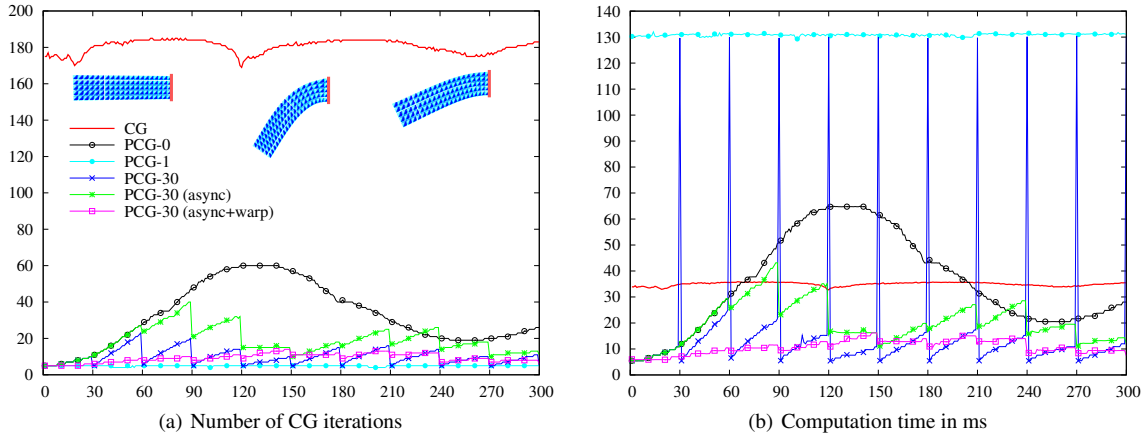 200
180
160
140
120
100
80
60
40
20
0
CG
PCG-0
PCG-1
PCG-30
PCG-30 (async)
PCG-30 (async+warp)
0 30 60 90 120 150 180 210 240 270 300
(a) Number of CG iterations
140
130
120
110
100
90
80
70
60
50
40
30
20
10
0
0 30 60 90 120 150 180 210 240 270 300
(b) Computation time in ms